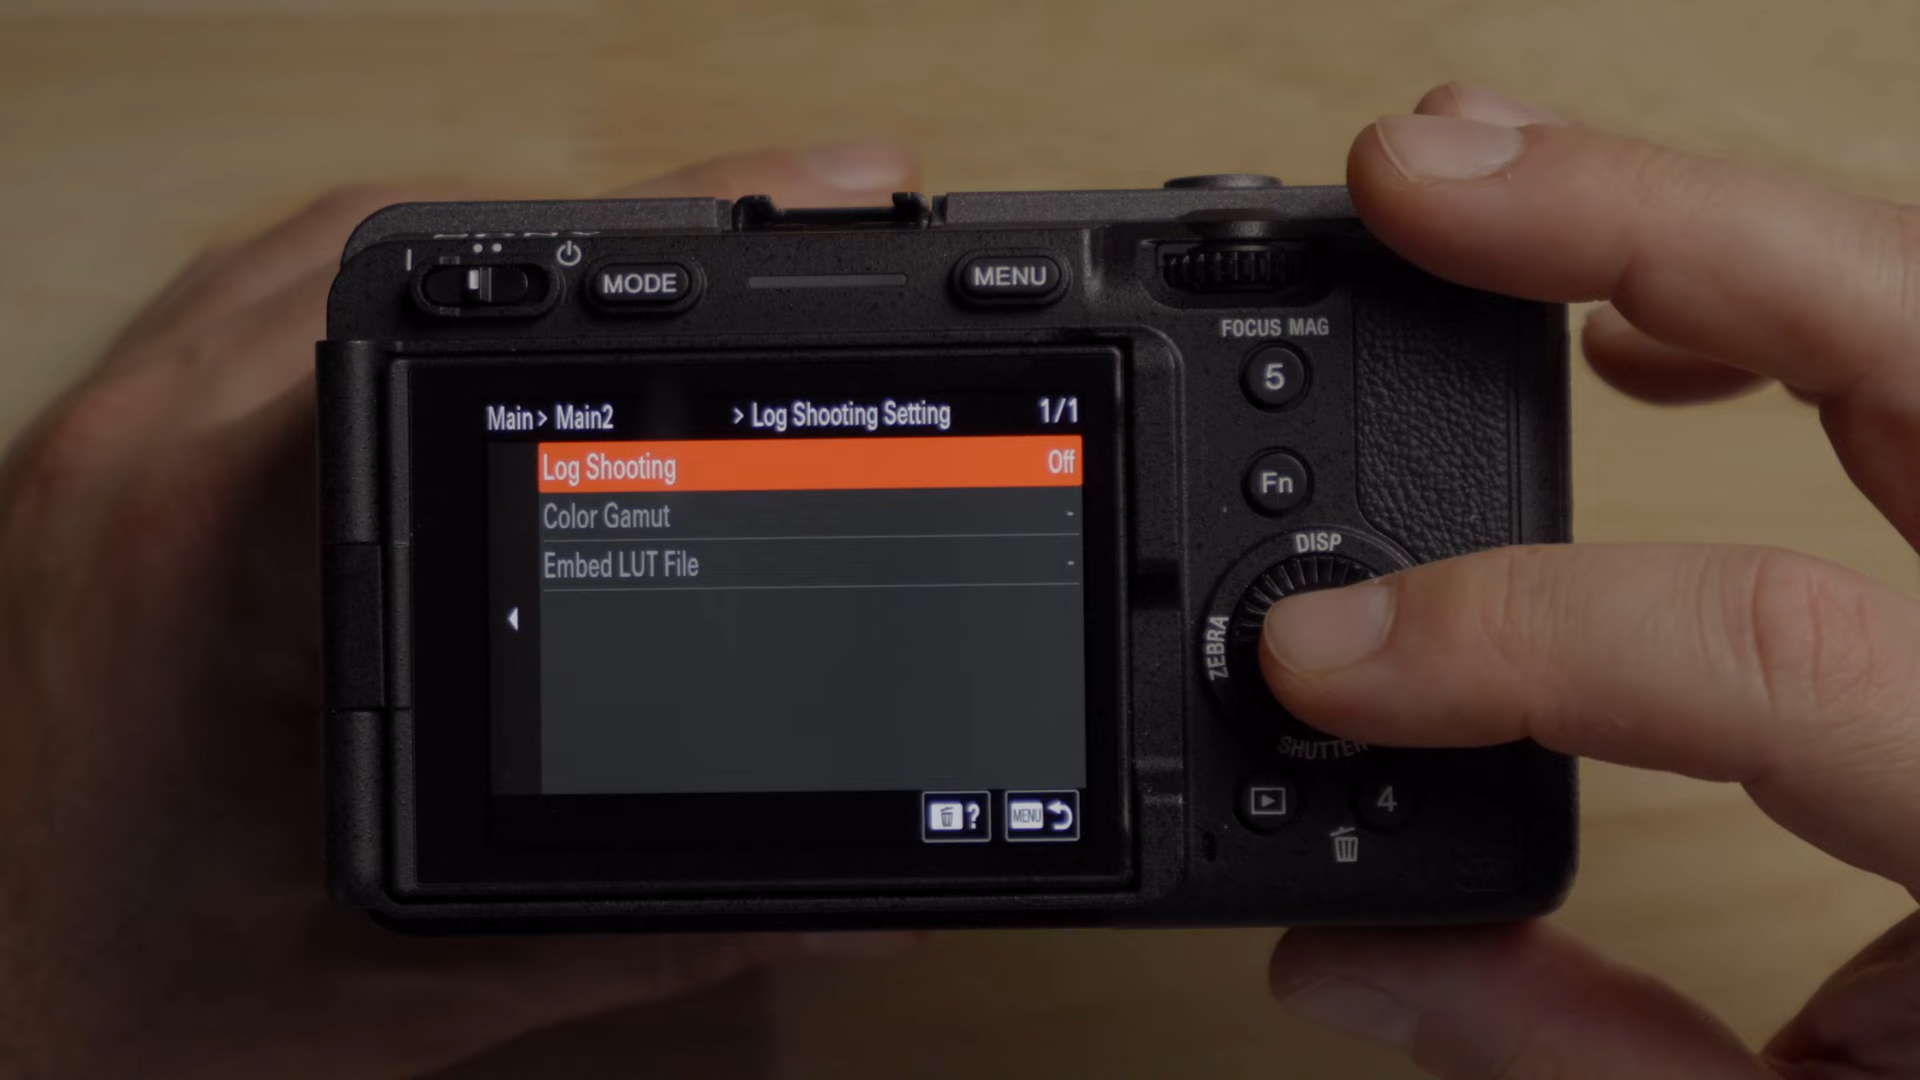 MODE
MENU
FOCUS MAG
5
Main > Main2 > Log Shooting Setting 1/1
Log Shooting Off
Color Gamut -
Embed LUT File -
Fn
DISP
ZEBRA
SHUTTER
?
MENU
4